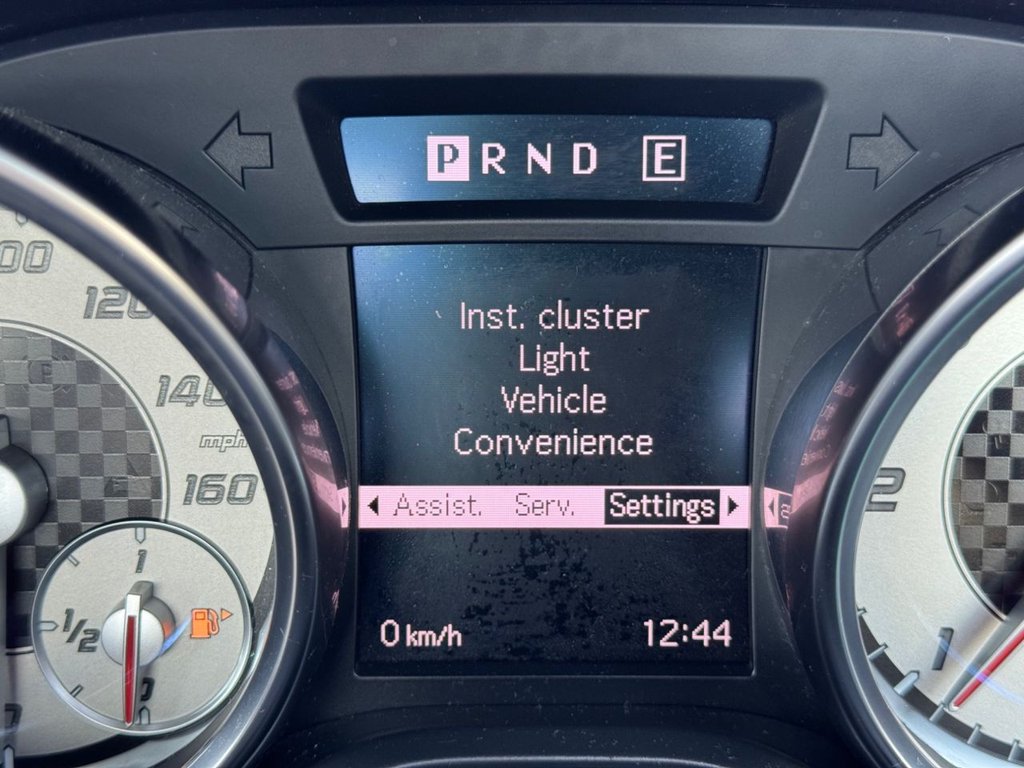 P R N D E
00
120
140
mph
160
Inst. cluster
Light
Vehicle
Convenience
Assist. Serv. Settings
0 km/h 12:44
1
1/2
0
2
1